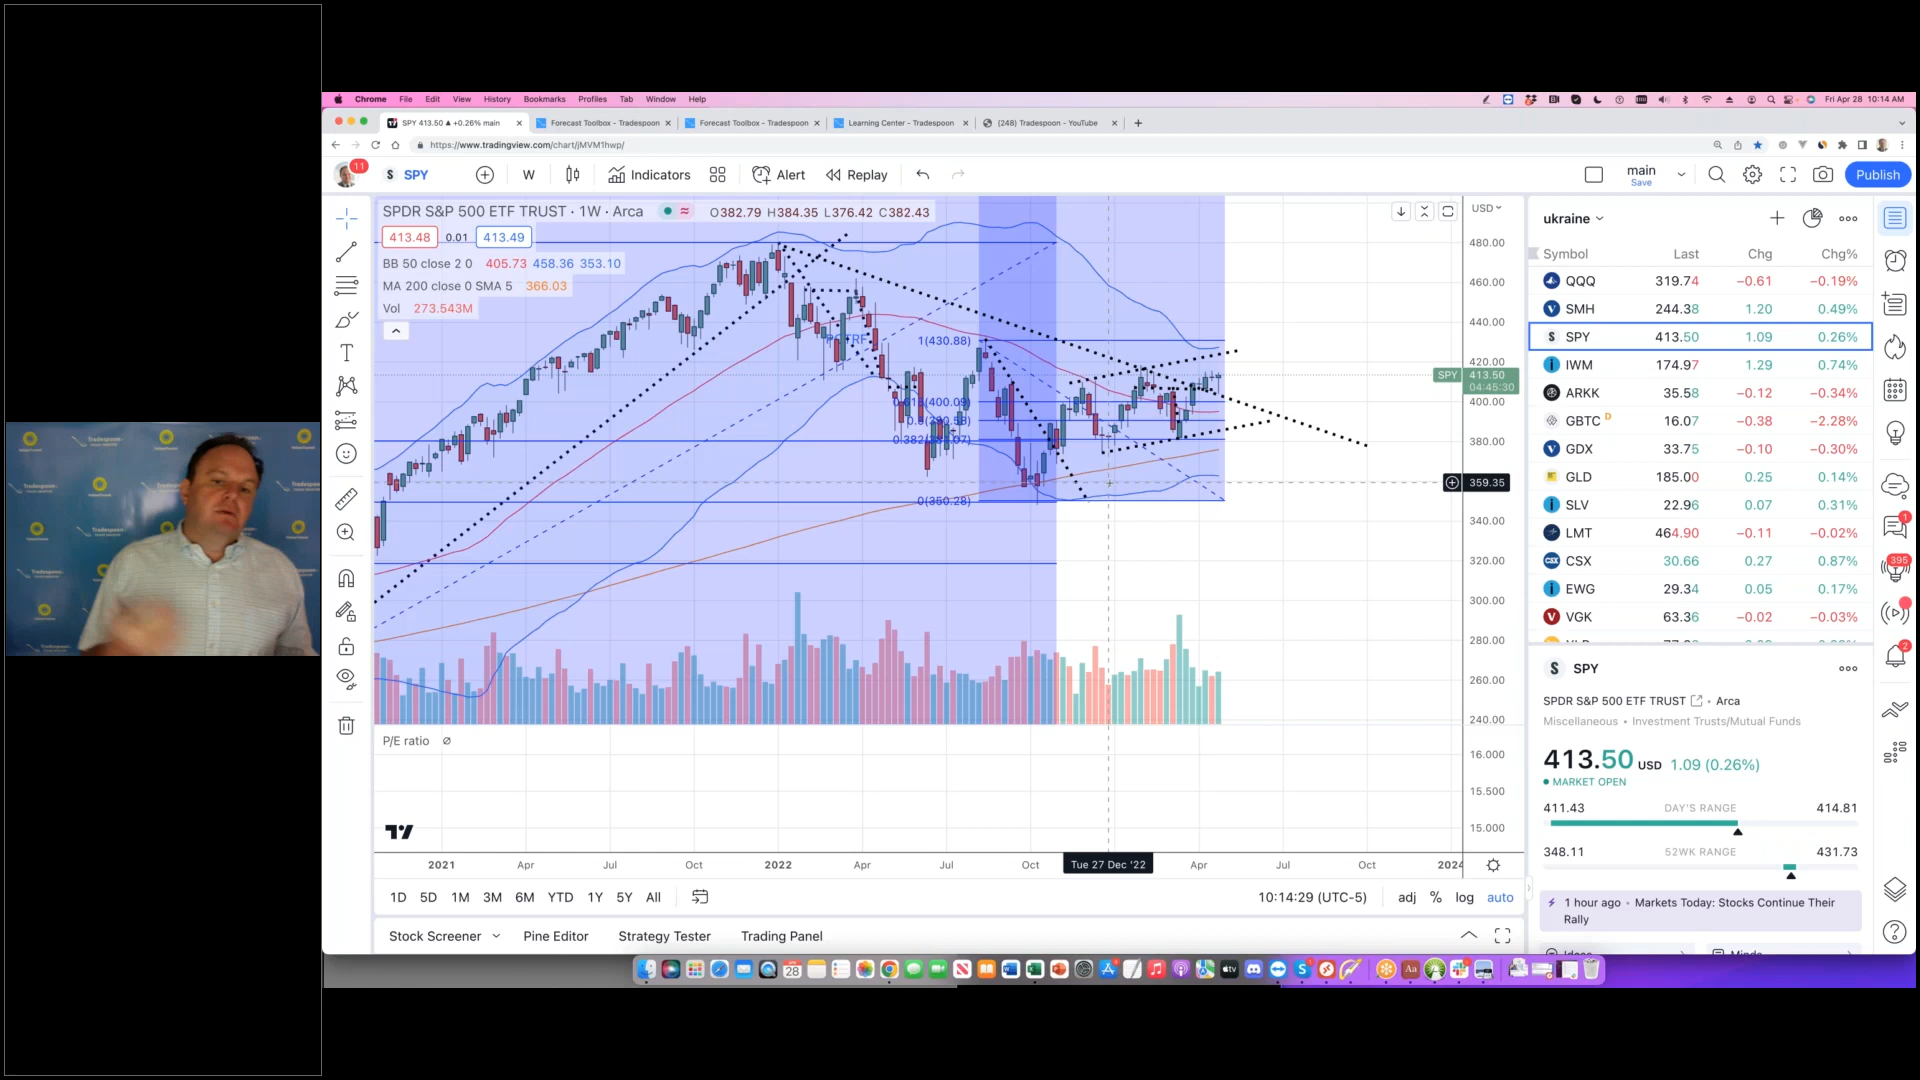 Chrome File Edit View History Bookmarks Profiles Tab Window Help
Fri Apr 28 10:14 AM
SPY 413.50 ▲ +0.26% main
Forecast Toolbox - Tradespoon
Forecast Toolbox - Tradespoon
Learning Center - Tradespoon
(248) Tradespoon - YouTube
https://www.tradingview.com/chart/jMVM1hwp/
11
S SPY W Indicators Alert Replay
main
Save
Publish
SPDR S&P 500 ETF TRUST · 1W · Arca O382.79 H384.35 L376.42 C382.43
413.48 0.01 413.49
BB 50 close 2 0 405.73 458.36 353.10
MA 200 close 0 SMA 5 366.03
Vol 273.543M
1(430.88)
0(350.28)
USD
480.00
460.00
440.00
420.00
SPY 413.50
04:45:30
400.00
380.00
359.35
340.00
320.00
300.00
280.00
260.00
240.00
P/E ratio
16.000
15.500
15.000
2021 Apr Jul Oct 2022 Apr Jul Oct Tue 27 Dec '22 Apr Jul Oct 2024
1D 5D 1M 3M 6M YTD 1Y 5Y All
10:14:29 (UTC-5) adj % log auto
Stock Screener Pine Editor Strategy Tester Trading Panel
ukraine
Symbol Last Chg Chg%
QQQ 319.74 −0.61 −0.19%
SMH 244.38 1.20 0.49%
SPY 413.50 1.09 0.26%
IWM 174.97 1.29 0.74%
ARKK 35.58 −0.12 −0.34%
GBTC D 16.07 −0.38 −2.28%
GDX 33.75 −0.10 −0.30%
GLD 185.00 0.25 0.14%
SLV 22.96 0.07 0.31%
LMT 464.90 −0.11 −0.02%
CSX 30.66 0.27 0.87%
EWG 29.34 0.05 0.17%
VGK 63.36 −0.02 −0.03%
S SPY
SPDR S&P 500 ETF TRUST • Arca
Miscellaneous • Investment Trusts/Mutual Funds
413.50 USD 1.09 (0.26%)
MARKET OPEN
411.43 DAY'S RANGE 414.81
348.11 52WK RANGE 431.73
1 hour ago • Markets Today: Stocks Continue Their
Rally
1
395
2
Tradespoon